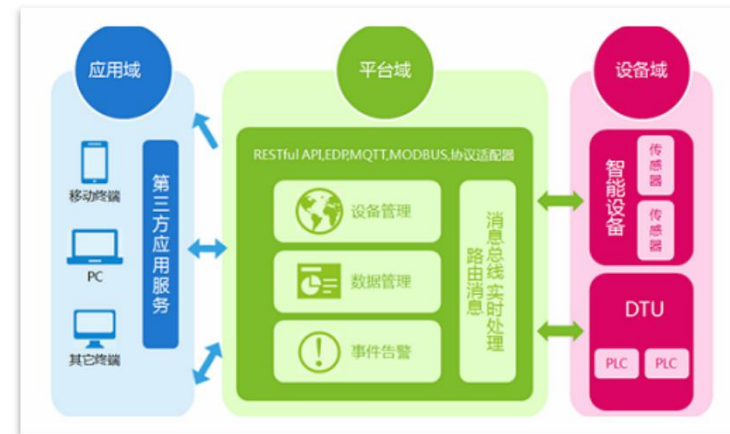 应用域
平台域
设备域
移动终端
PC
其它终端
第三方应用服务
RESTful API,EDP,MQTT,MODBUS,协议适配器
设备管理
数据管理
事件告警
消息总线 实时处理
路由消息
智能设备
传感器
传感器
DTU
PLC
PLC